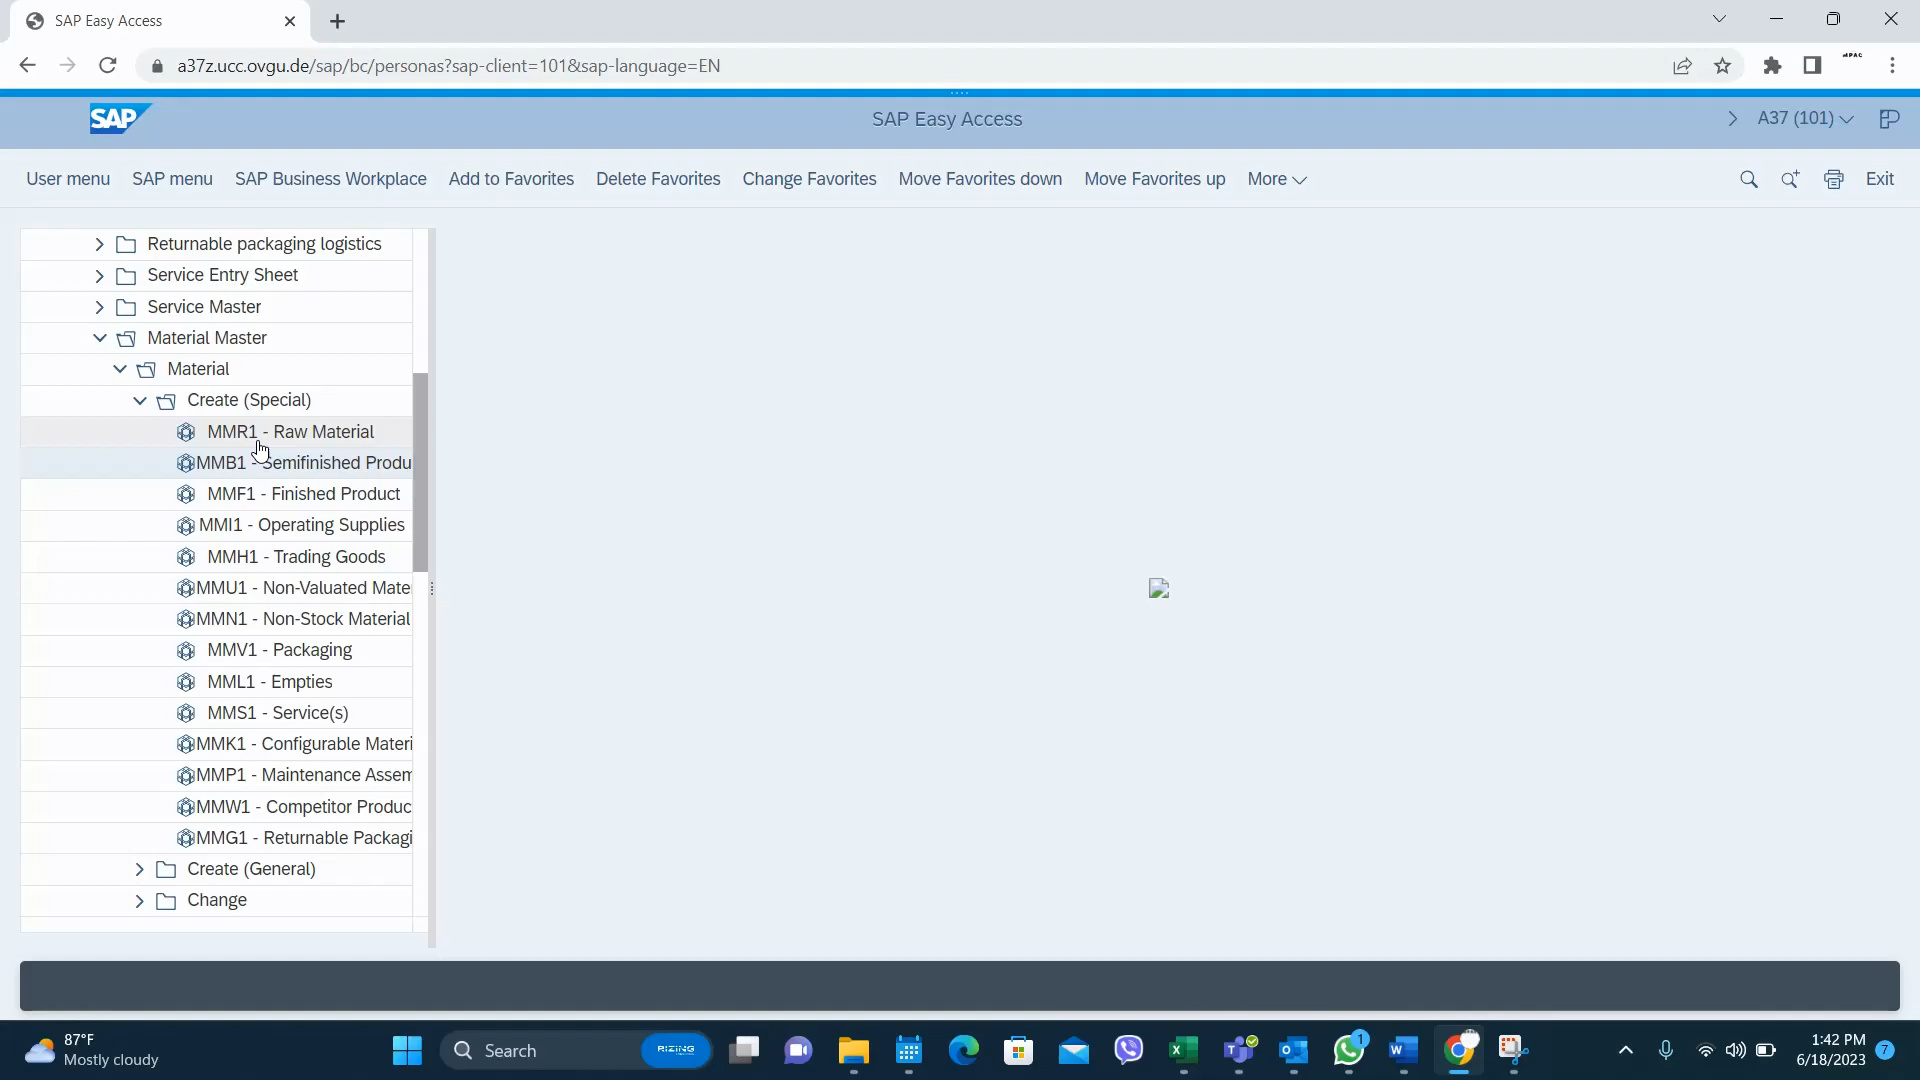 SAP Easy Access
a37z.ucc.ovgu.de/sap/bc/personas?sap-client=101&sap-language=EN
SAP
SAP Easy Access
A37 (101)
User menu SAP menu SAP Business Workplace Add to Favorites Delete Favorites Change Favorites Move Favorites down Move Favorites up More Exit
Returnable packaging logistics
Service Entry Sheet
Service Master
Material Master
Material
Create (Special)
MMR1 - Raw Material
MMB1 - Semifinished Produ
MMF1 - Finished Product
MMI1 - Operating Supplies
MMH1 - Trading Goods
MMU1 - Non-Valuated Mate
MMN1 - Non-Stock Material
MMV1 - Packaging
MML1 - Empties
MMS1 - Service(s)
MMK1 - Configurable Materi
MMP1 - Maintenance Assem
MMW1 - Competitor Produc
MMG1 - Returnable Packagi
Create (General)
Change
87°F
Mostly cloudy
Search
RIZING
1
1:42 PM
6/18/2023
7